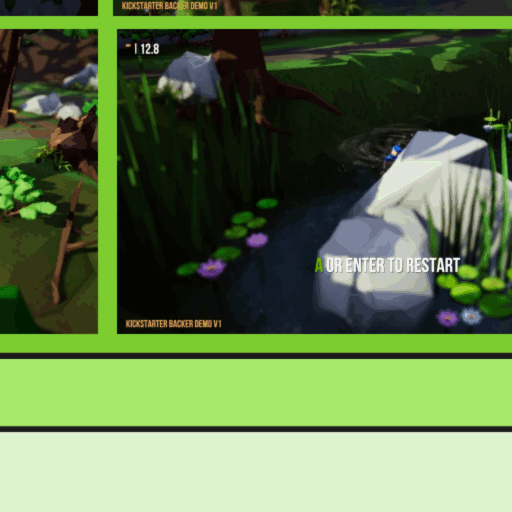 KICKSTARTER BACKER DEMO V1
| 12.8
A OR ENTER TO RESTART
KICKSTARTER BACKER DEMO V1